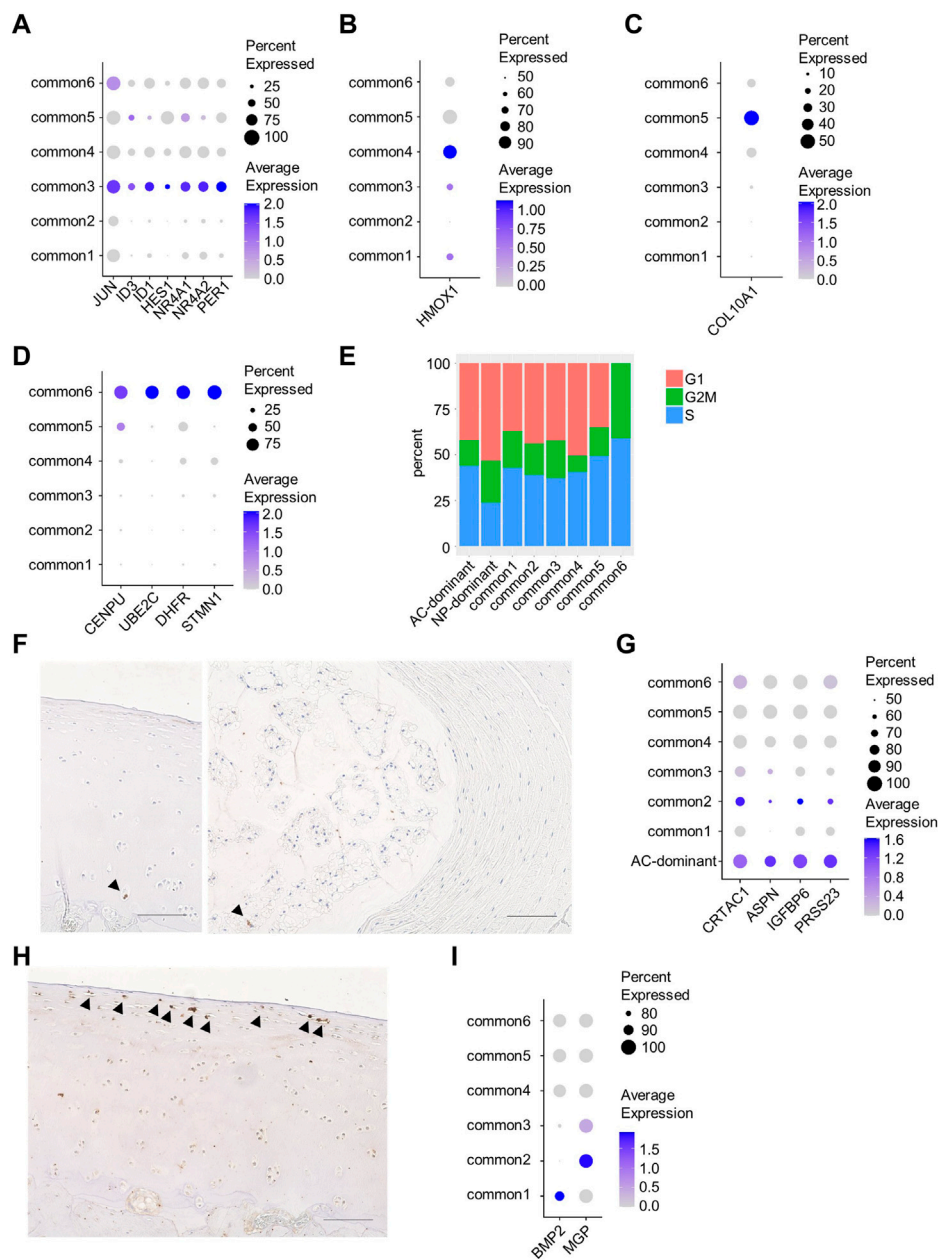 A
Percent
Expressed
25
50
75
100
Average
Expression
2.0
1.5
1.0
0.5
0.0
common6
common5
common4
common3
common2
common1
JUN
ID3
ID1
HES1
NR4A1
NR4A2
PER1
B
Percent
Expressed
50
60
70
80
90
Average
Expression
1.00
0.75
0.50
0.25
0.00
common6
common5
common4
common3
common2
common1
HMOX1
C
Percent
Expressed
10
20
30
40
50
Average
Expression
2.0
1.5
1.0
0.5
0.0
common6
common5
common4
common3
common2
common1
COL10A1
D
Percent
Expressed
25
50
75
Average
Expression
2.0
1.5
1.0
0.5
0.0
common6
common5
common4
common3
common2
common1
CENPU
UBE2C
DHFR
STMN1
E
percent
100
75
50
25
0
AC-dominant
NP-dominant
common1
common2
common3
common4
common5
common6
G1
G2M
S
F
G
Percent
Expressed
50
60
70
80
90
100
Average
Expression
1.6
1.2
0.8
0.4
0.0
common6
common5
common4
common3
common2
common1
AC-dominant
CRTAC1
ASPN
IGFBP6
PRSS23
H
I
Percent
Expressed
80
90
100
Average
Expression
1.5
1.0
0.5
0.0
common6
common5
common4
common3
common2
common1
BMP2
MGP